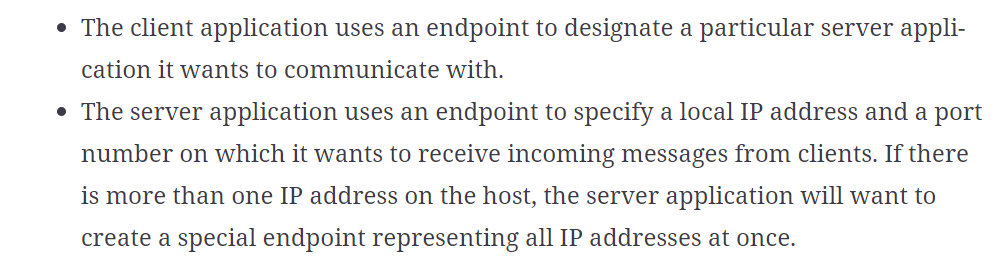 • The client application uses an endpoint to designate a particular server appli-
cation it wants to communicate with.
• The server application uses an endpoint to specify a local IP address and a port
number on which it wants to receive incoming messages from clients. If there
is more than one IP address on the host, the server application will want to
create a special endpoint representing all IP addresses at once.